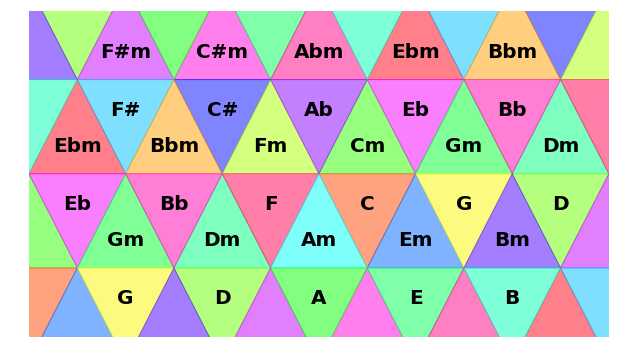 F#m C#m Abm Ebm Bbm
F# C# Ab Eb Bb
Ebm Bbm Fm Cm Gm Dm
Eb Bb F C G D
Gm Dm Am Em Bm
G D A E B